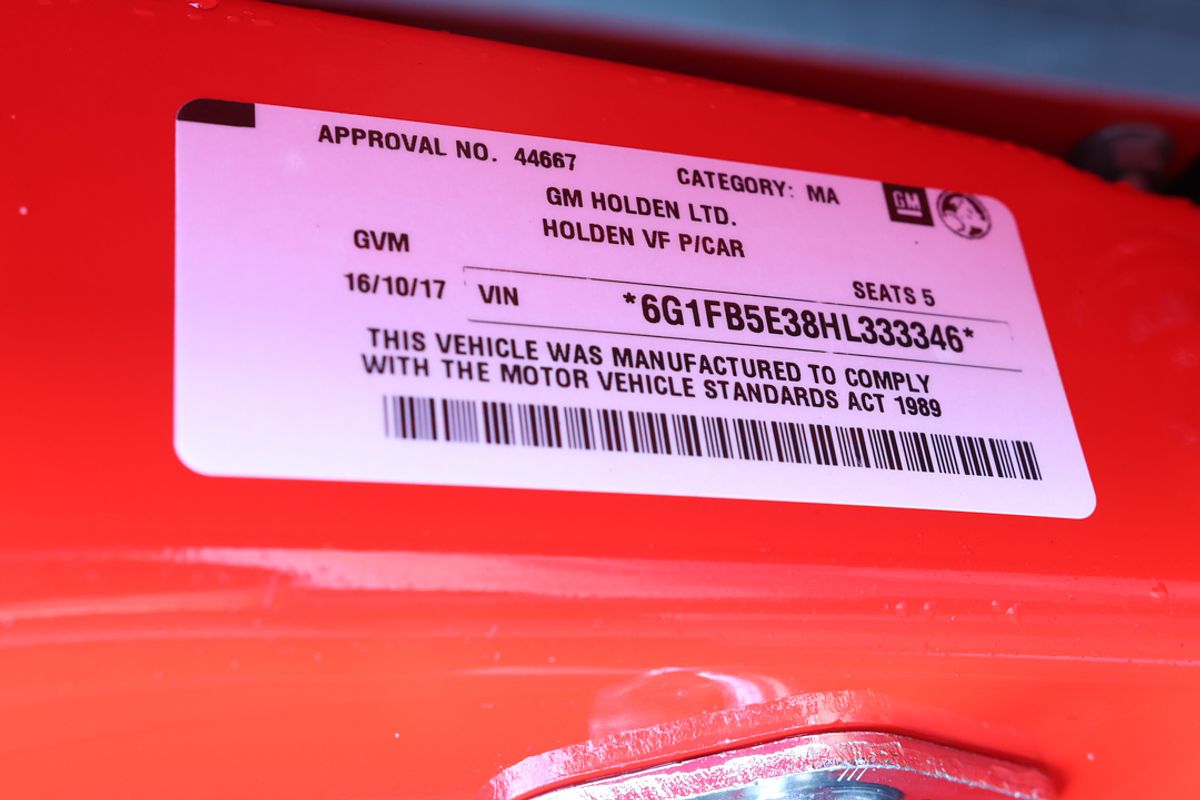 APPROVAL NO. 44667
CATEGORY: MA
GM
GM HOLDEN LTD.
HOLDEN VF P/CAR
GVM
SEATS 5
16/10/17
VIN *6G1FB5E38HL333346*
THIS VEHICLE WAS MANUFACTURED TO COMPLY
WITH THE MOTOR VEHICLE STANDARDS ACT 1989